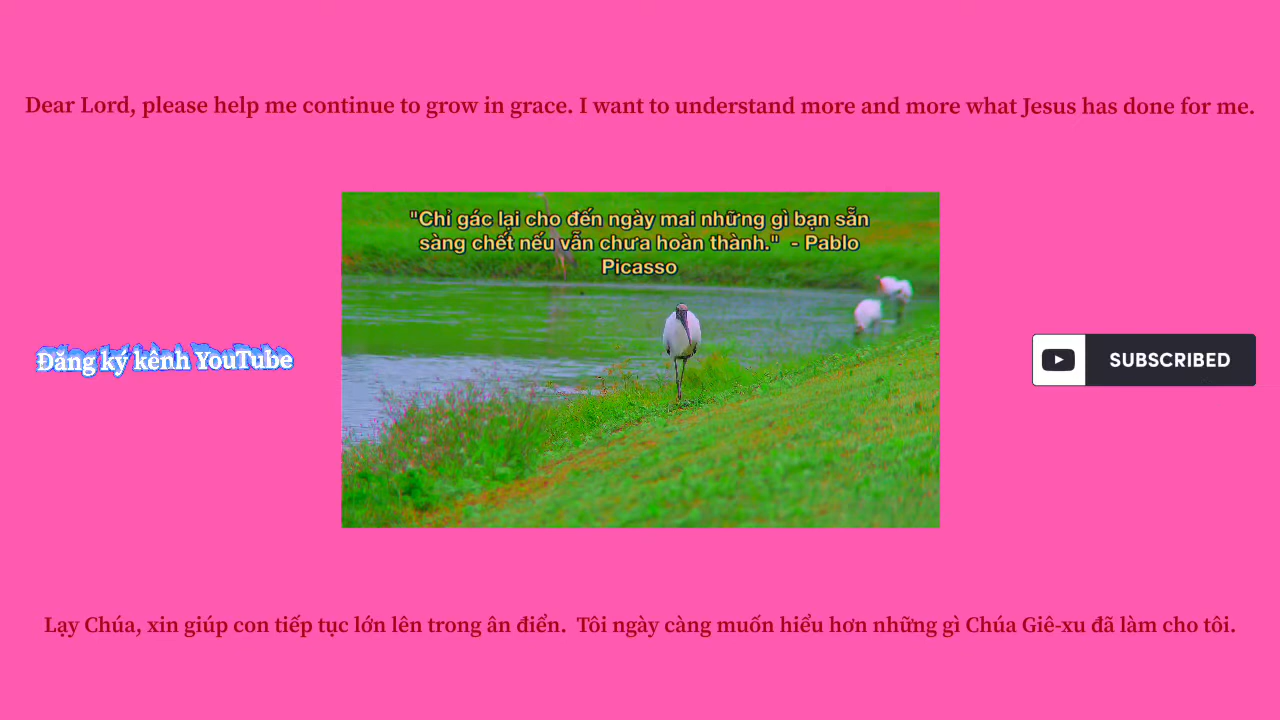 Dear Lord, please help me continue to grow in grace. I want to understand more and more what Jesus has done for me.
"Chỉ gác lại cho đến ngày mai những gì bạn sẵn
sàng chết nếu vẫn chưa hoàn thành." - Pablo
Picasso
Đăng ký kênh YouTube
SUBSCRIBED
Lạy Chúa, xin giúp con tiếp tục lớn lên trong ân điển. Tôi ngày càng muốn hiểu hơn những gì Chúa Giê-xu đã làm cho tôi.